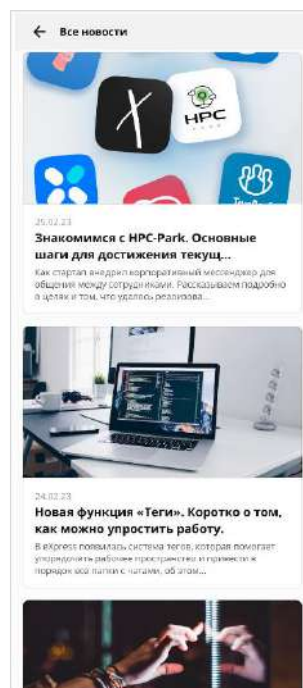 ← Все новости
HPC
25.02.23
Знакомимся с HPC-Park. Основные
шаги для достижения текущ...
Как стартап внедрил корпоративный мессенджер для
общения между сотрудниками. Рассказываем подробно
о целях и том, что удалось реализова...
24.02.23
Новая функция «Теги». Коротко о том,
как можно упростить работу.
В eXpress появилась система тегов, которая помогает
упорядочить рабочее пространство и привести в
порядок все папки с чатами, об этом...